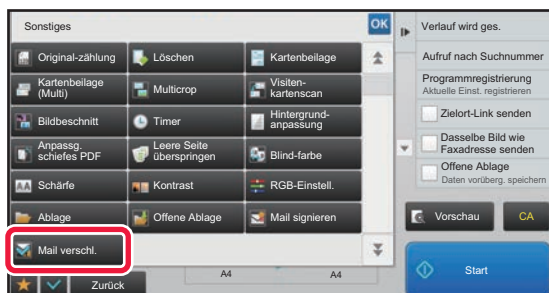 Sonstiges
OK
Original-zählung
Löschen
Kartenbeilage
Kartenbeilage
(Multi)
Multicrop
Visiten-
kartenscan
Bildbeschnitt
Timer
Hintergrund-
anpassung
Anpassg.
schiefes PDF
Leere Seite
überspringen
Blind-farbe
AA Schärfe
Kontrast
RGB-Einstell.
Ablage
Offene Ablage
Mail signieren
Mail verschl.
Zurück
A4
A4
Verlauf wird ges.
Aufruf nach Suchnummer
Programmregistrierung
Aktuelle Einst. registrieren
Zielort-Link senden
Dasselbe Bild wie
Faxadresse senden
Offene Ablage
Daten vorüberg. speichern
Vorschau
CA
Start